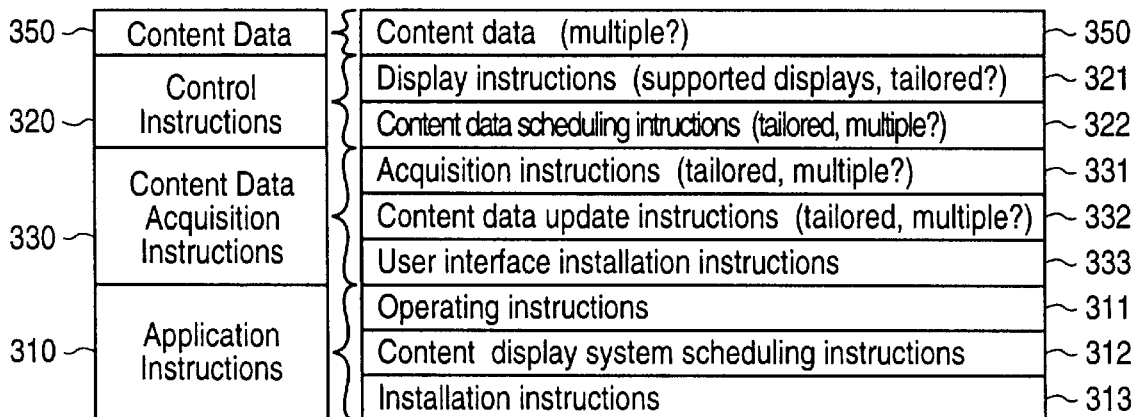 350 Content Data Content data (multiple?) 350
320 Control Instructions Display instructions (supported displays, tailored?) 321
Content data scheduling intructions (tailored, multiple?) 322
330 Content Data Acquisition Instructions Acquisition instructions (tailored, multiple?) 331
Content data update instructions (tailored, multiple?) 332
User interface installation instructions 333
310 Application Instructions Operating instructions 311
Content display system scheduling instructions 312
Installation instructions 313